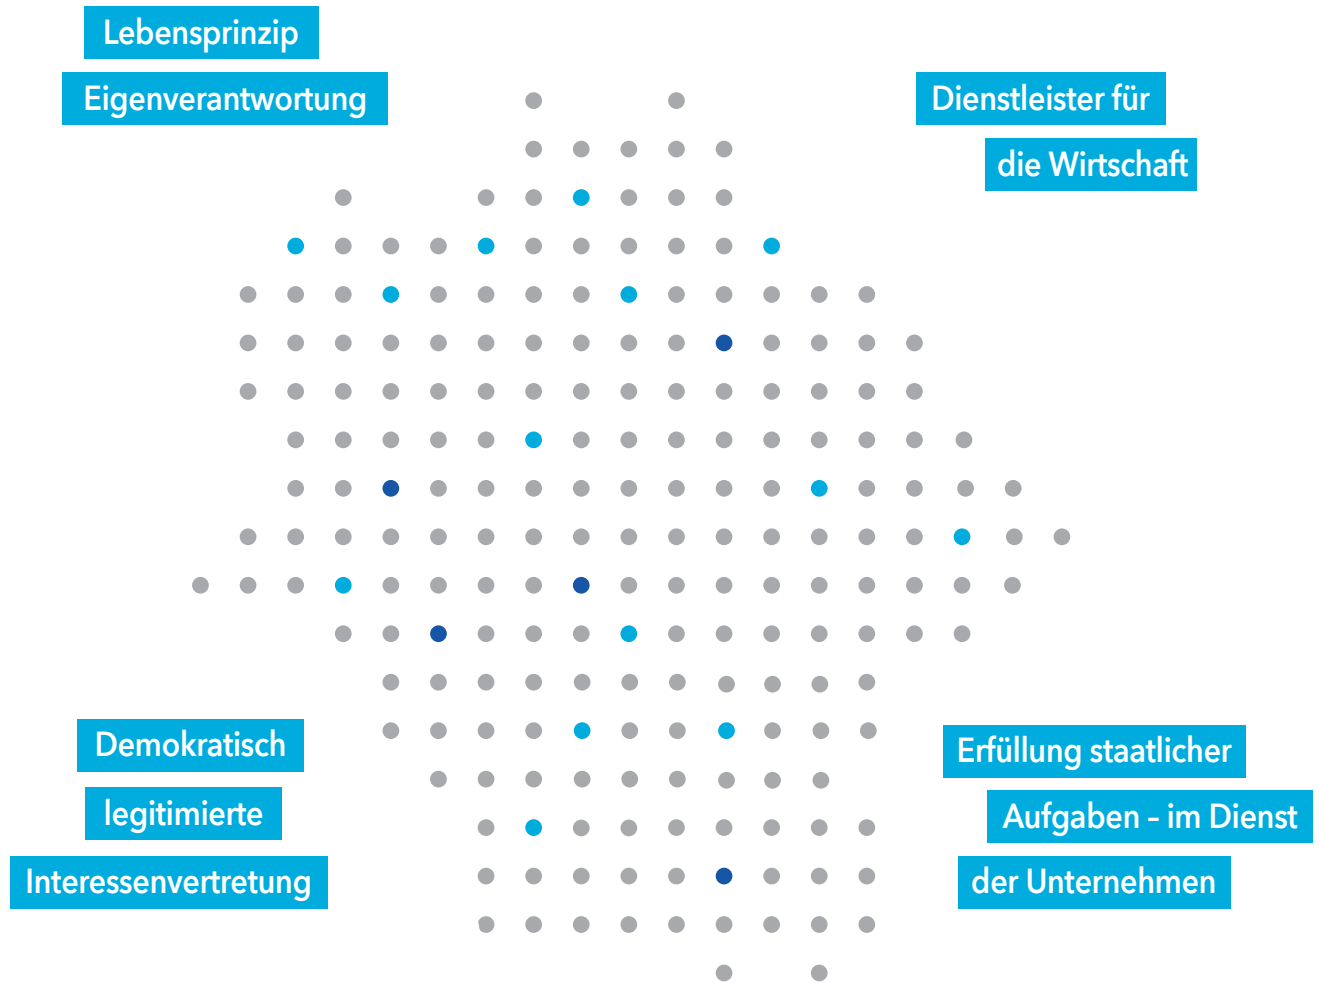 Lebensprinzip
Eigenverantwortung
Dienstleister für
die Wirtschaft
Demokratisch
legitimierte
Interessenvertretung
Erfüllung staatlicher
Aufgaben – im Dienst
der Unternehmen